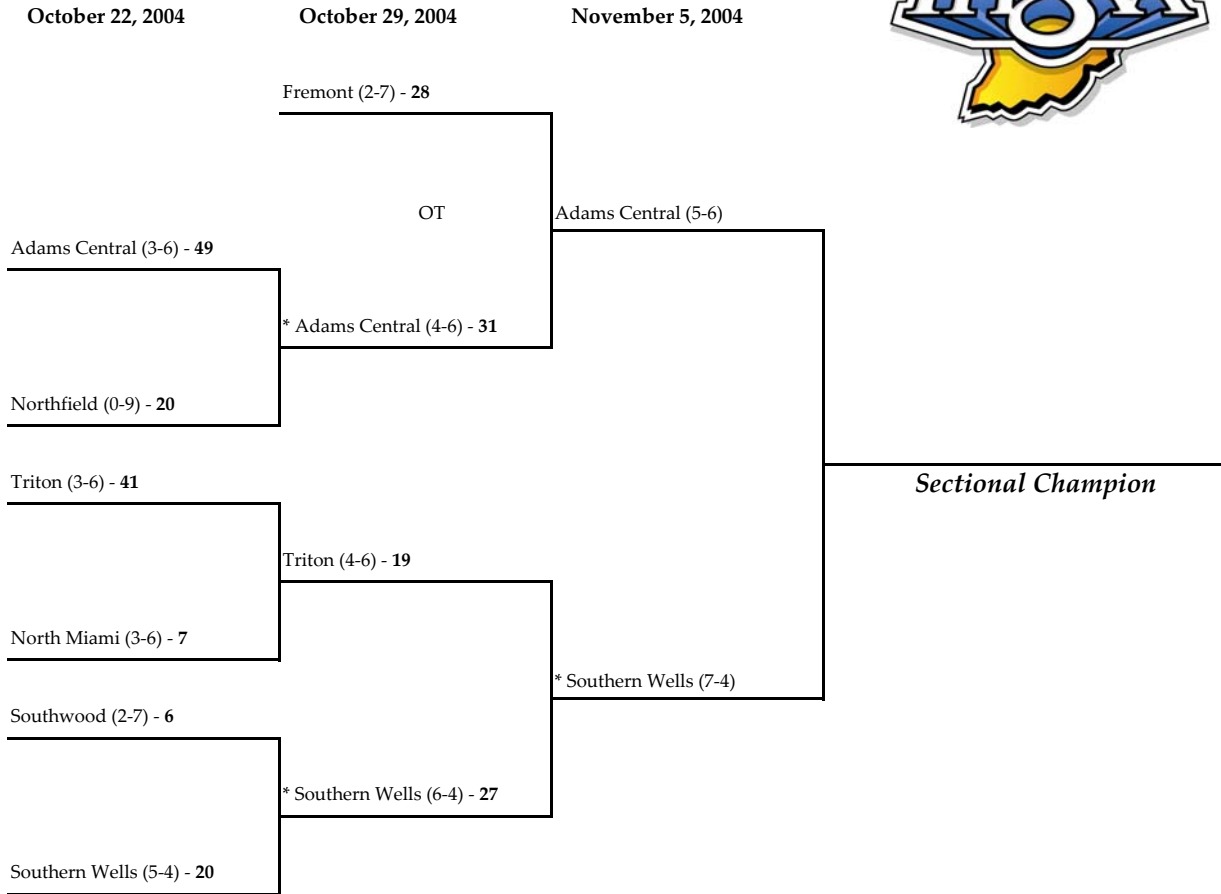 October 22, 2004 October 29, 2004 November 5, 2004
Fremont (2-7) - 28
OT Adams Central (5-6)
Adams Central (3-6) - 49
* Adams Central (4-6) - 31
Northfield (0-9) - 20
Triton (3-6) - 41
Sectional Champion
Triton (4-6) - 19
North Miami (3-6) - 7
* Southern Wells (7-4)
Southwood (2-7) - 6
* Southern Wells (6-4) - 27
Southern Wells (5-4) - 20